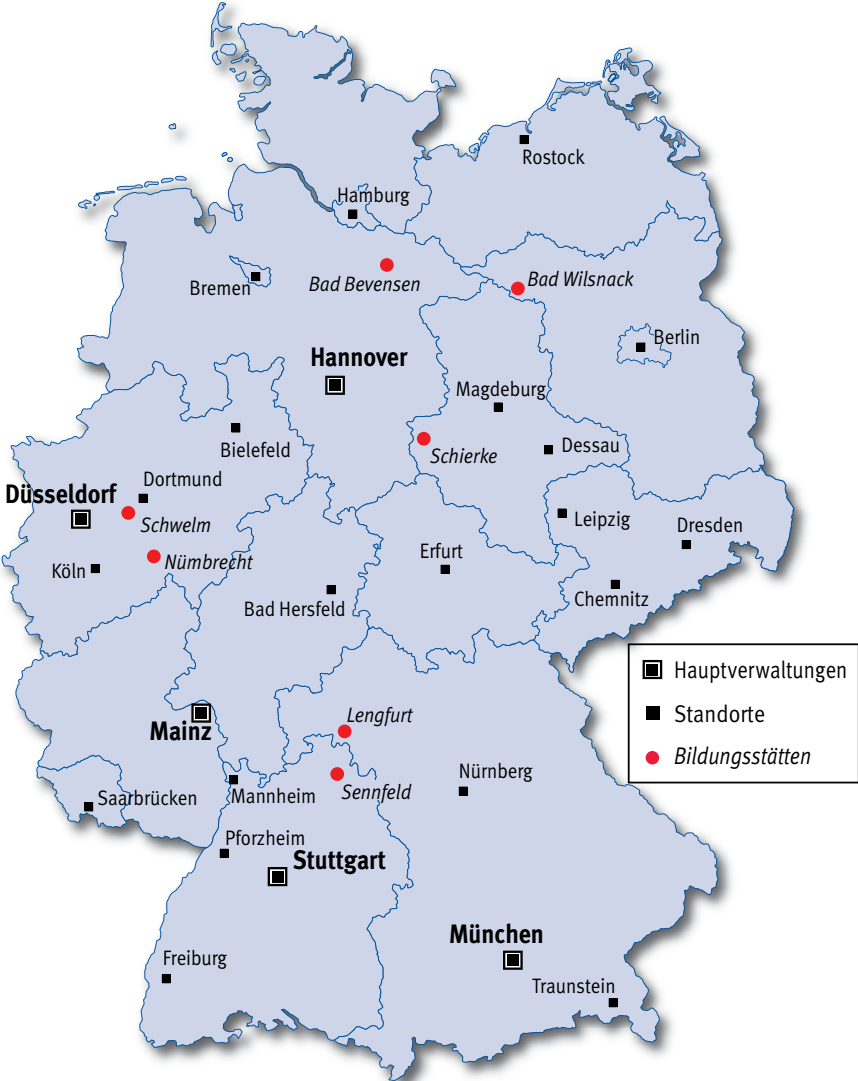 Rostock
Hamburg
Bremen
Bad Bevensen
Bad Wilsnack
Berlin
Hannover
Magdeburg
Bielefeld
Schierke
Dessau
Düsseldorf
Dortmund
Schwelm
Leipzig
Dresden
Köln
Nümbrecht
Erfurt
Bad Hersfeld
Chemnitz
Hauptverwaltungen
Standorte
Bildungsstätten
Mainz
Lengfurt
Saarbrücken
Mannheim
Sennfeld
Nürnberg
Pforzheim
Stuttgart
München
Freiburg
Traunstein